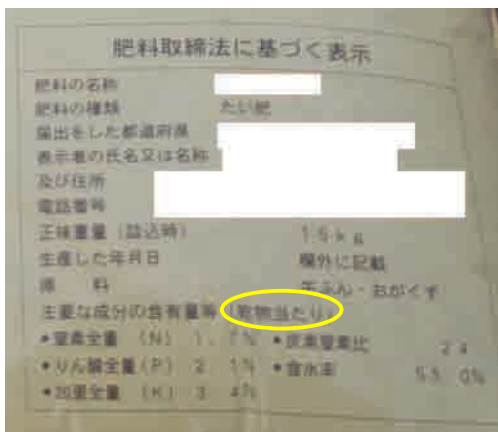 肥料取締法に基づく表示
肥料の名称
肥料の種類 たい肥
届出をした都道府県
表示者の氏名又は名称
及び住所
電話番号
正味重量(詰込時) 15kg
生産した年月日 欄外に記載
原 料 牛ふん・おがくず
主要な成分の含有量等(乾物当たり)
•窒素全量(N) 1. 7% •炭素窒素比 24
•りん酸全量(P) 2. 1% •含水率 55. 0%
•加里全量(K) 3. 4%